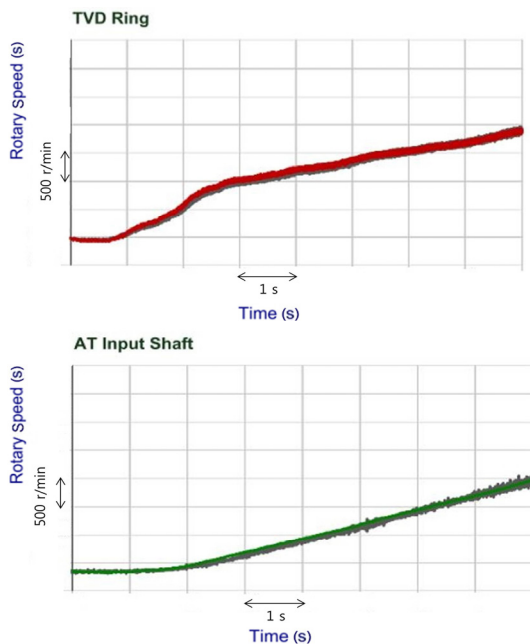 TVD Ring
Rotary speed (s)
500 r/min
1 s
Time (s)
AT Input Shaft
Rotary speed (s)
500 r/min
1 s
Time (s)